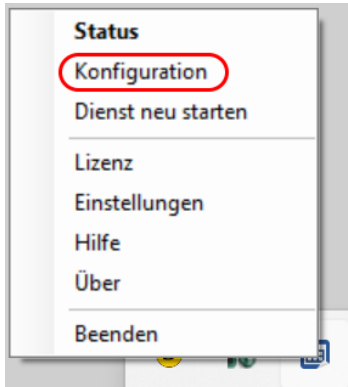 Status
Konfiguration
Dienst neu starten
Lizenz
Einstellungen
Hilfe
Über
Beenden